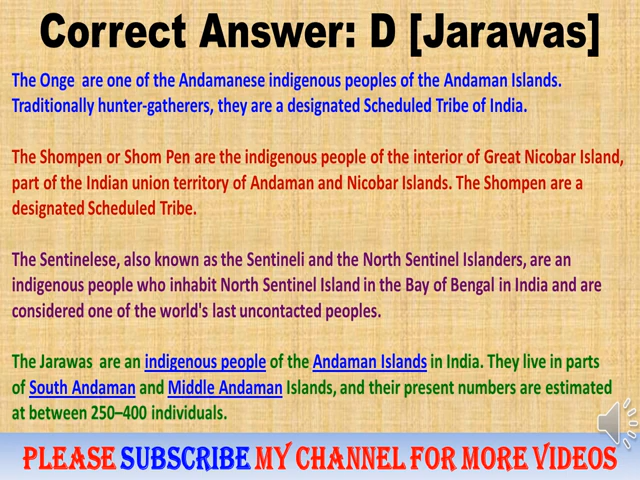 Correct Answer: D [Jarawas]
The Onge are one of the Andamanese indigenous peoples of the Andaman Islands.
Traditionally hunter-gatherers, they are a designated Scheduled Tribe of India.
The Shompen or Shom Pen are the indigenous people of the interior of Great Nicobar Island,
part of the Indian union territory of Andaman and Nicobar Islands. The Shompen are a
designated Scheduled Tribe.
The Sentinelese, also known as the Sentineli and the North Sentinel Islanders, are an
indigenous people who inhabit North Sentinel Island in the Bay of Bengal in India and are
considered one of the world's last uncontacted peoples.
The Jarawas are an indigenous people of the Andaman Islands in India. They live in parts
of South Andaman and Middle Andaman Islands, and their present numbers are estimated
at between 250–400 individuals.
PLEASE SUBSCRIBE MY CHANNEL FOR MORE VIDEOS